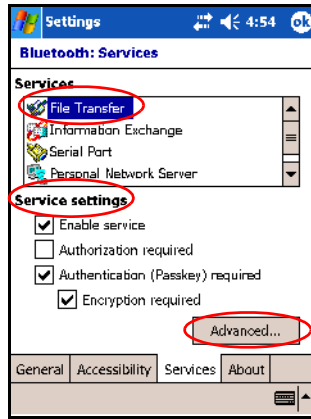 Settings 4:54 ok
Bluetooth: Services
Services
File Transfer
Information Exchange
Serial Port
Personal Network Server
Service settings
Enable service
Authorization required
Authentication (Passkey) required
Encryption required
Advanced...
General Accessibility Services About